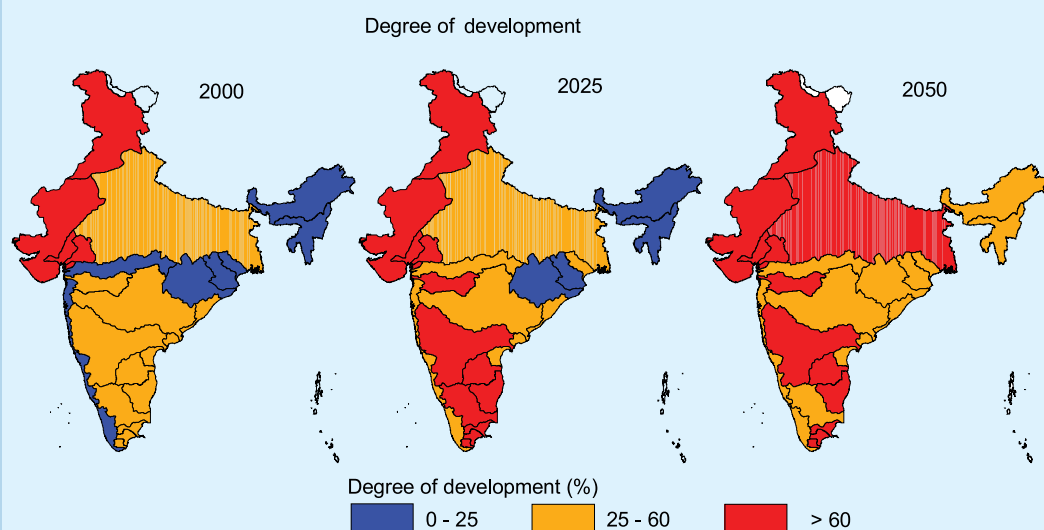 Degree of development
2000
2025
2050
Degree of development (%)
0 - 25
25 - 60
> 60